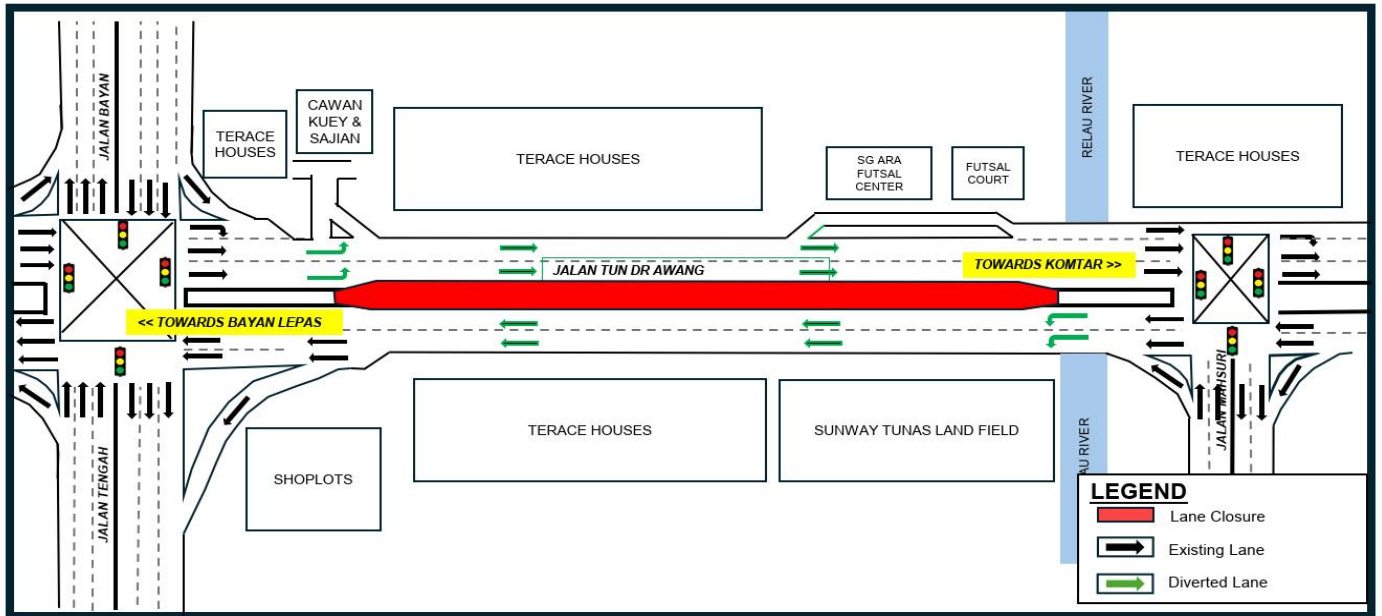 JALAN BAYAN
TERACE
HOUSES
CAWAN
KUEY &
SAJIAN
TERACE HOUSES
SG ARA
FUTSAL
CENTER
FUTSAL
COURT
RELAU RIVER
TERACE HOUSES
JALAN TUN DR AWANG
TOWARDS KOMTAR >>
<< TOWARDS BAYAN LEPAS
JALAN TENGAH
SHOPLOTS
TERACE HOUSES
SUNWAY TUNAS LAND FIELD
AU RIVER
JALAN MAHSURI
LEGEND
Lane Closure
Existing Lane
Diverted Lane